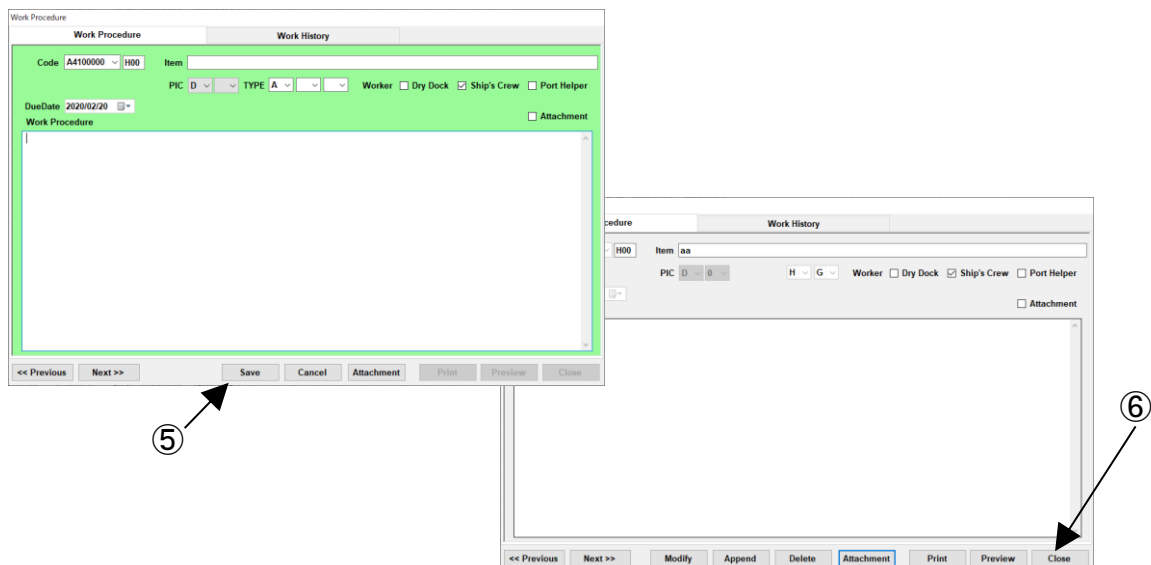 Work Procedure
Work Procedure Work History
Code A4100000 H00 Item
PIC D TYPE A Worker Dry Dock Ship's Crew Port Helper
DueDate 2020/02/20
Work Procedure Attachment
<< Previous Next >> Save Cancel Attachment Print Preview Close
⑤
cedure Work History
H00 Item aa
PIC D 0 H G Worker Dry Dock Ship's Crew Port Helper
Attachment
⑥
<< Previous Next >> Modify Append Delete Attachment Print Preview Close